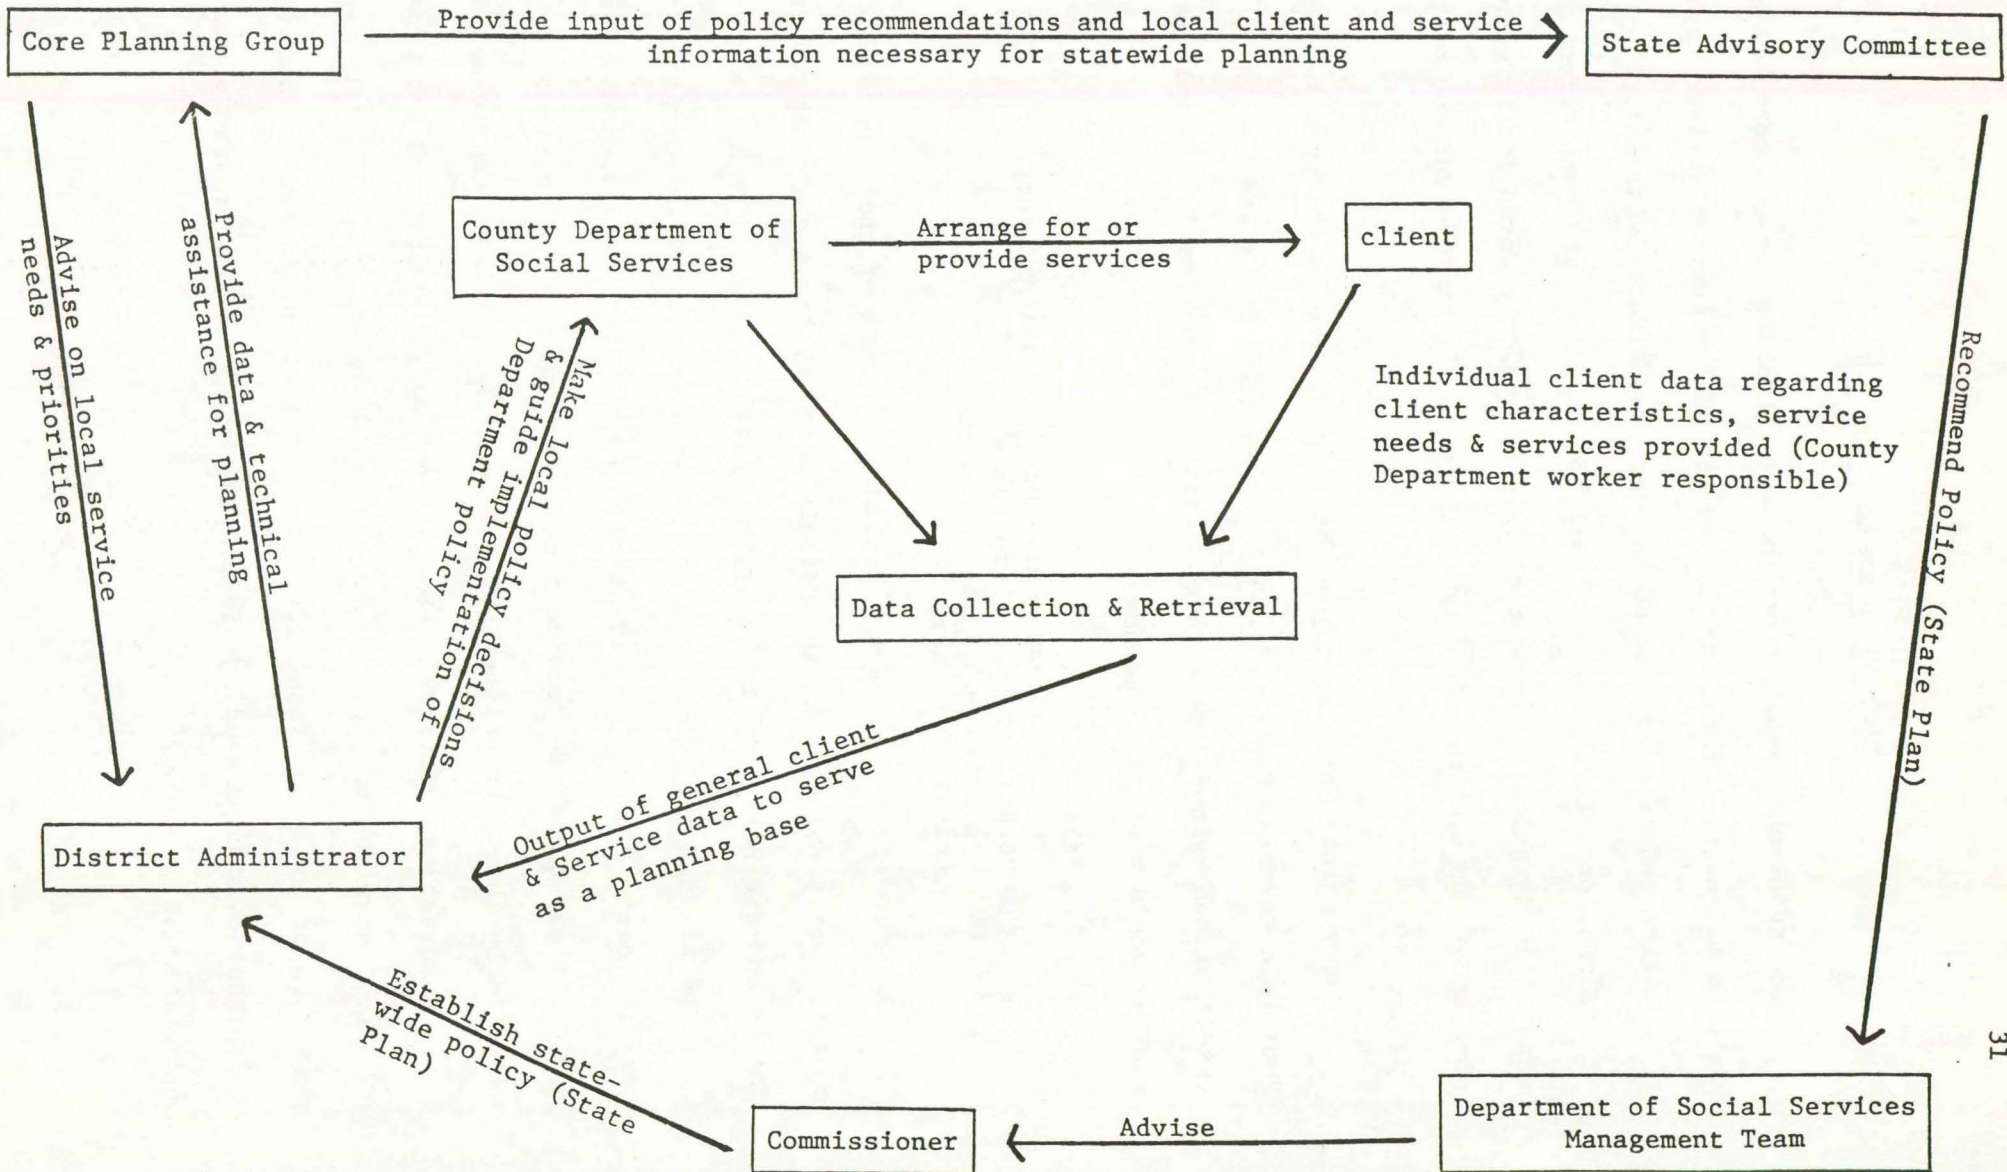 Core Planning Group
Provide input of policy recommendations and local client and service
information necessary for statewide planning
State Advisory Committee
Advise on local service
needs & priorities
Provide data & technical
assistance for planning
County Department of
Social Services
Arrange for or
provide services
client
Make local policy decisions
& guide implementation of
Department policy
Individual client data regarding
client characteristics, service
needs & services provided (County
Department worker responsible)
Recommend Policy (State Plan)
Data Collection & Retrieval
Output of general client
& Service data to serve
as a planning base
District Administrator
Establish state-
wide policy (State
Plan)
Commissioner
Advise
Department of Social Services
Management Team
31